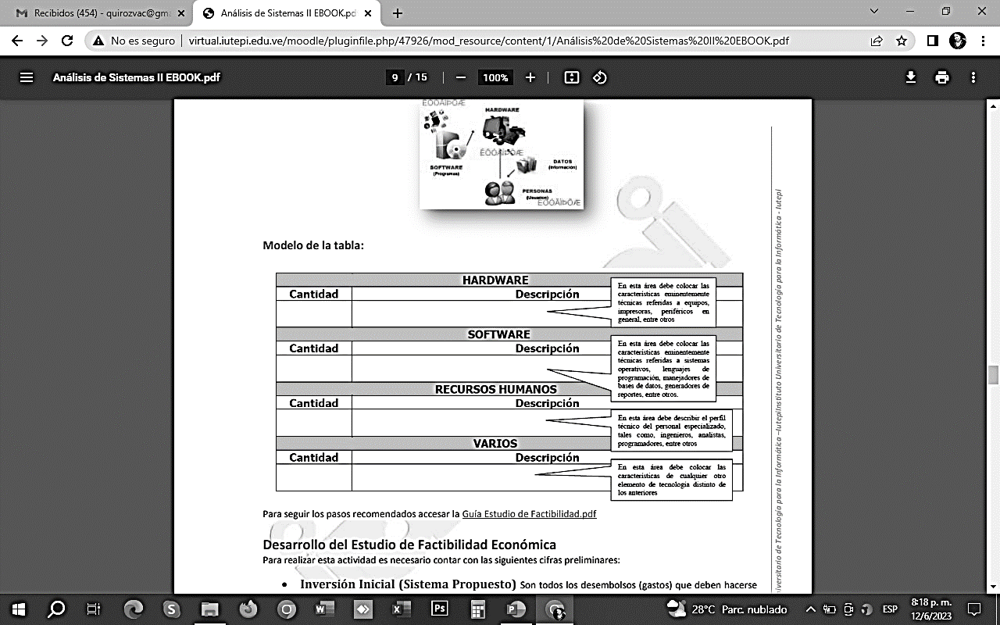 Recibidos (454) - quirozvac@gma
Análisis de Sistemas II EBOOK.pd
No es seguro
virtual.iutepi.edu.ve/moodle/pluginfile.php/47926/mod_resource/content/1/Análisis%20de%20Sistemas%20II%20EBOOK.pdf
Análisis de Sistemas II EBOOK.pdf
9 / 15
100%
ÉÕÔÄÏÞÕÆ
HARDWARE
SOFTWARE
(Programas)
DATOS
(Información)
PERSONAS
(Usuarios)
Modelo de la tabla:
HARDWARE
Cantidad Descripción
En esta área debe colocar las
características eminentemente
técnicas referidas a equipos,
impresoras, periféricos en
general, entre otros
SOFTWARE
Cantidad Descripción
En esta área debe colocar las
características eminentemente
técnicas referidas a sistemas
operativos, lenguajes de
programación, manejadores de
bases de datos, generadores de
reportes, entre otros.
RECURSOS HUMANOS
Cantidad Descripción
En esta área debe describir el perfil
técnico del personal especializado,
tales como, ingenieros, analistas,
programadores, entre otros
VARIOS
Cantidad Descripción
En esta área debe colocar las
características de cualquier otro
elemento de tecnología distinto de
los anteriores
Para seguir los pasos recomendados accesar la Guía Estudio de Factibilidad.pdf
Desarrollo del Estudio de Factibilidad Económica
Para realizar esta actividad es necesario contar con las siguientes cifras preliminares:
• Inversión Inicial (Sistema Propuesto) Son todos los desembolsos (gastos) que deben hacerse
iversitario de Tecnología para la Informática –IutepiInstituto Universitario de Tecnología para la Informática - Iutepi
28°C Parc. nublado
ESP
8:18 p. m.
12/6/2023